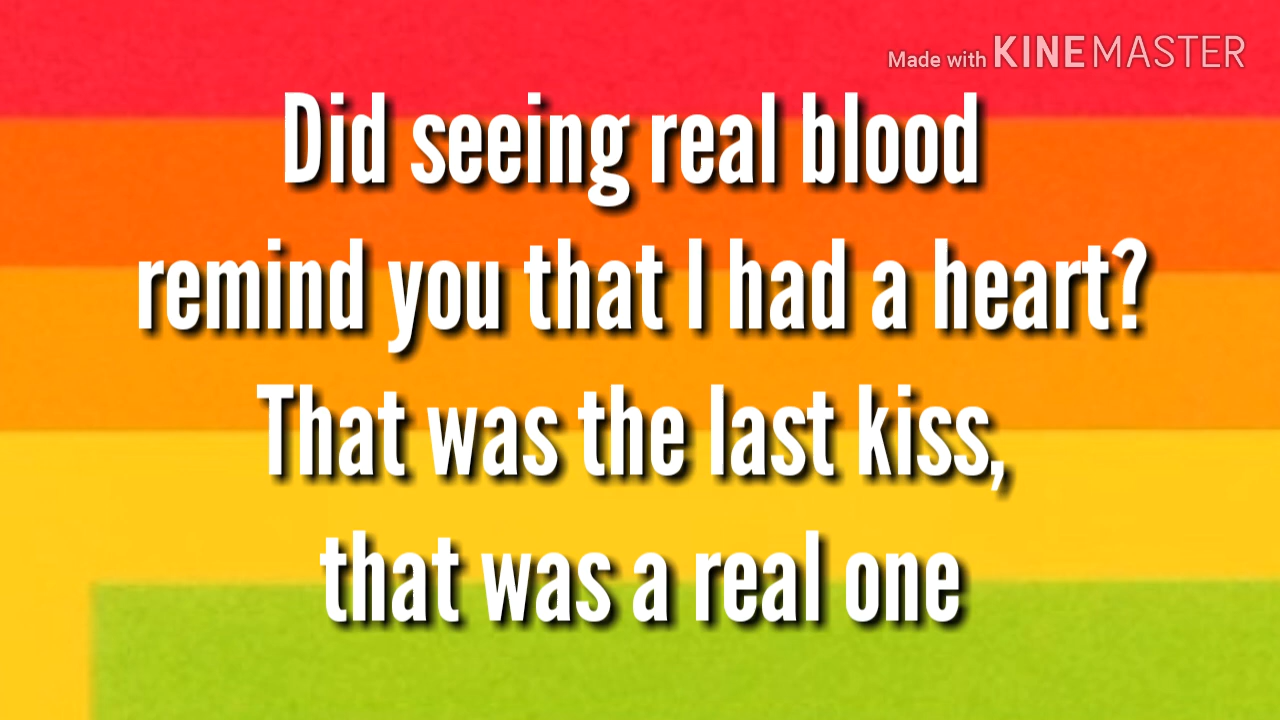 Made with KINEMASTER
Did seeing real blood
remind you that I had a heart?
That was the last kiss,
that was a real one